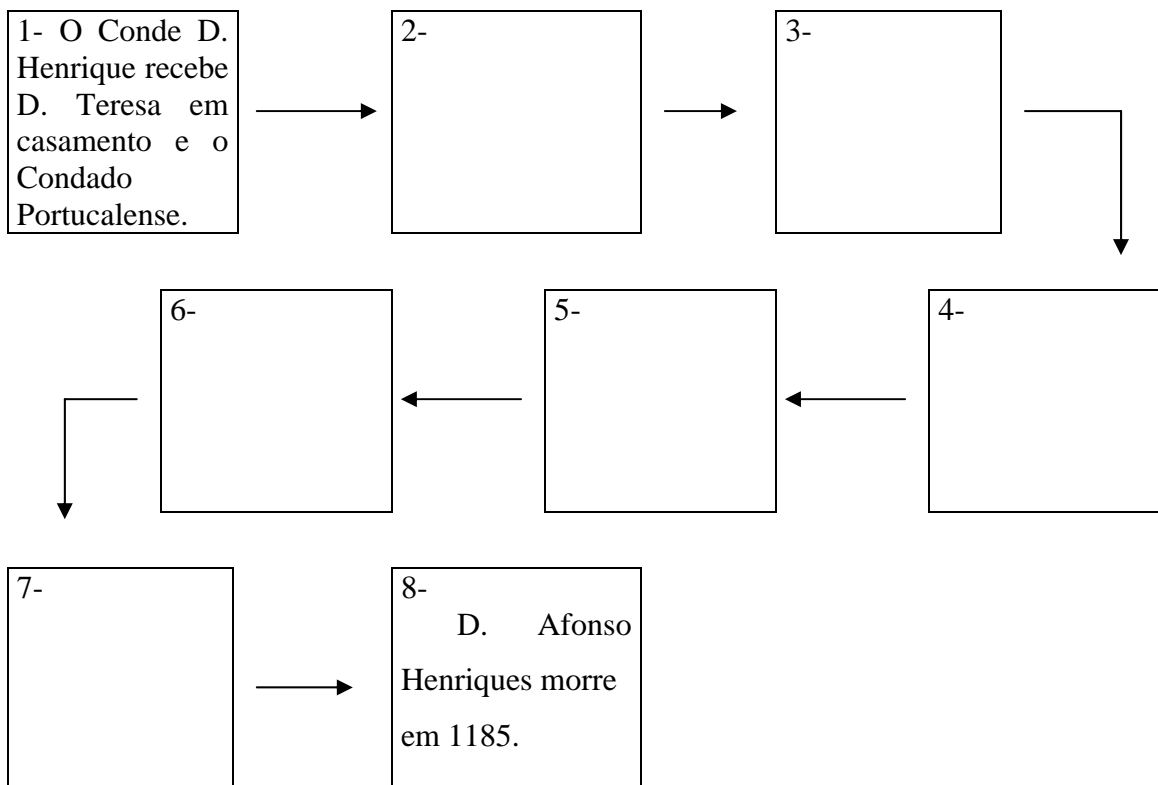 1- O Conde D.
Henrique recebe
D. Teresa em
casamento e o
Condado
Portucalense.
2-
3-
4-
5-
6-
7-
8-
D. Afonso
Henriques morre
em 1185.